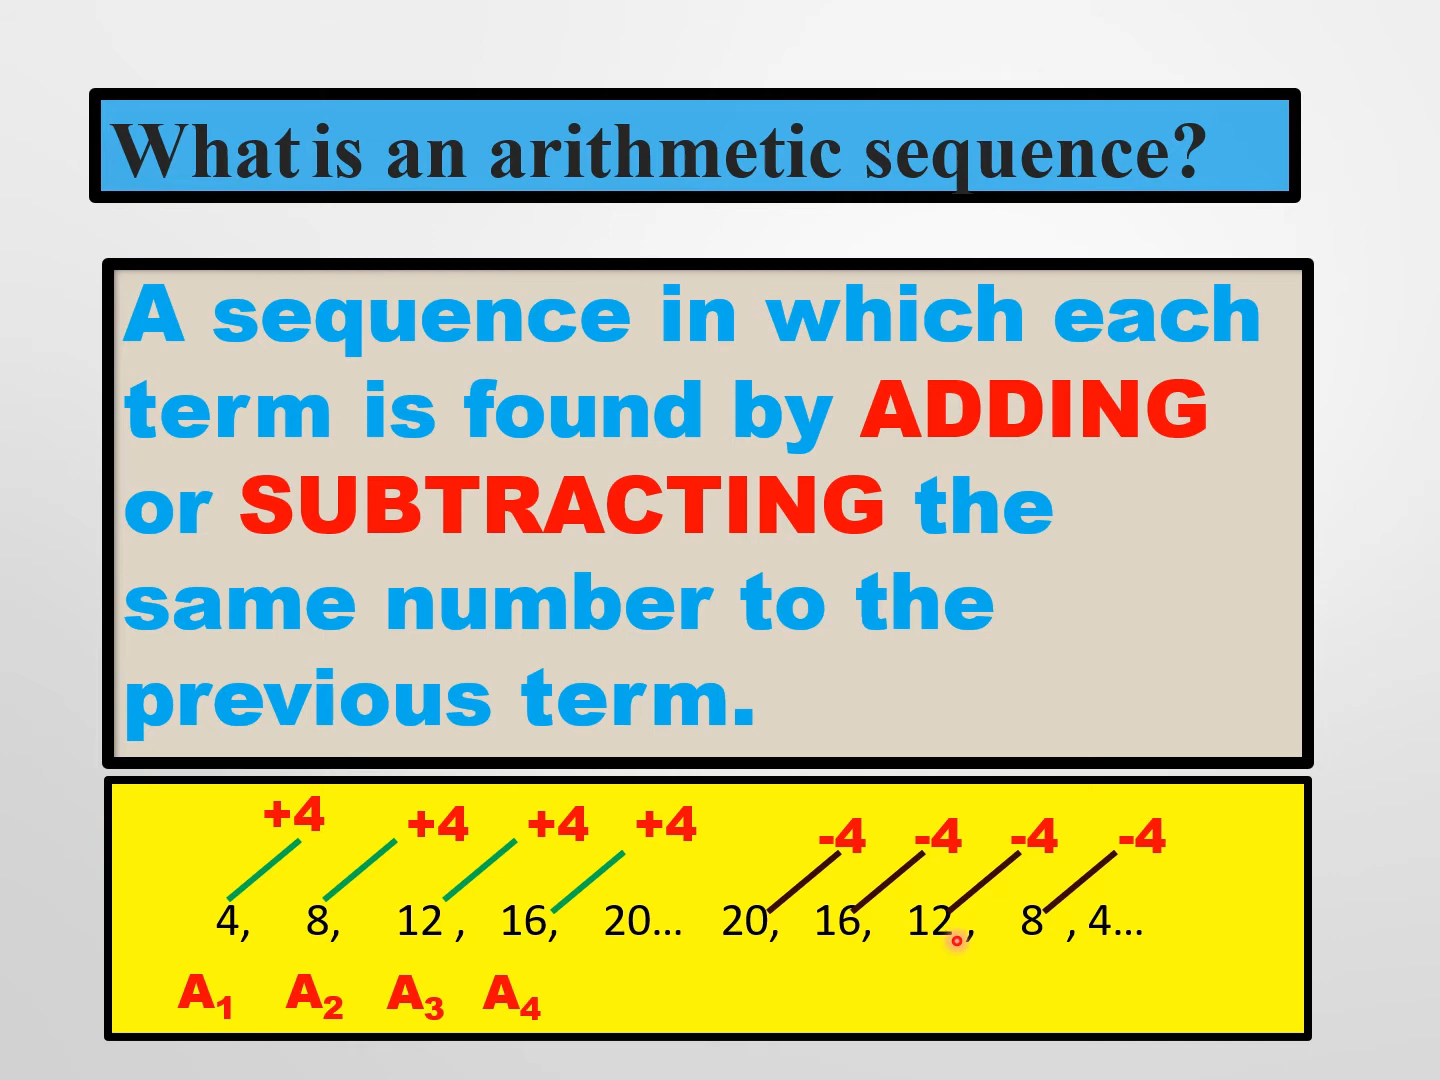 What is an arithmetic sequence?
A sequence in which each
term is found by ADDING
or SUBTRACTING the
same number to the
previous term.
+4 +4 +4 +4 -4 -4 -4 -4
4, 8, 12 , 16, 20... 20, 16, 12 , 8 , 4...
A1 A2 A3 A4